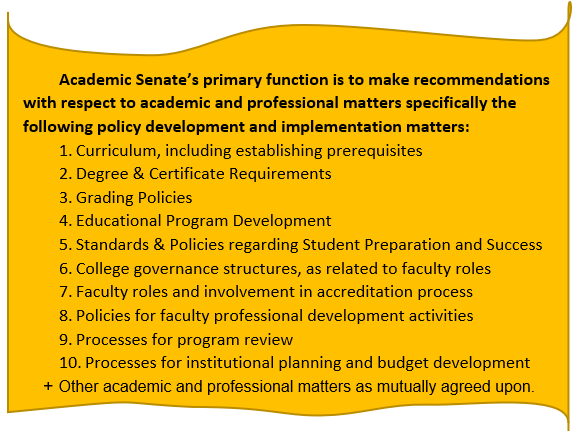 Academic Senate's primary function is to make recommendations
with respect to academic and professional matters specifically the
following policy development and implementation matters:
1. Curriculum, including establishing prerequisites
2. Degree & Certificate Requirements
3. Grading Policies
4. Educational Program Development
5. Standards & Policies regarding Student Preparation and Success
6. College governance structures, as related to faculty roles
7. Faculty roles and involvement in accreditation process
8. Policies for faculty professional development activities
9. Processes for program review
10. Processes for institutional planning and budget development
+ Other academic and professional matters as mutually agreed upon.